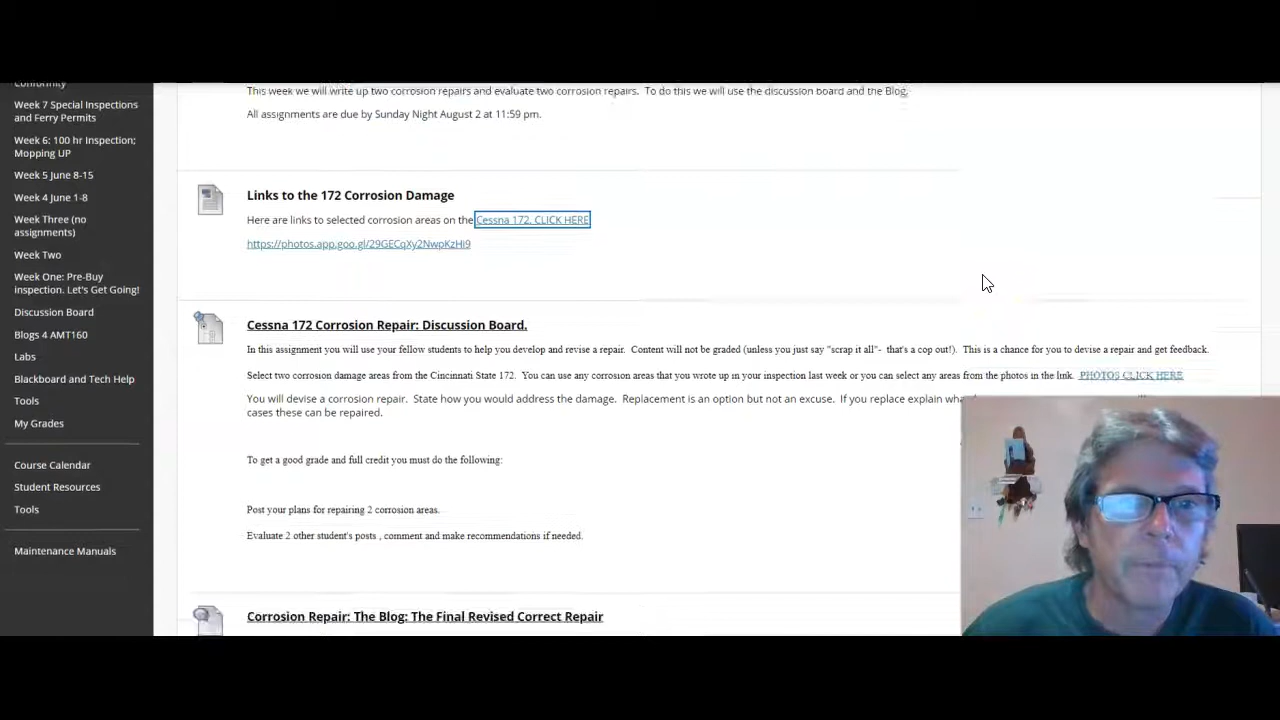 Conformity
Week 7 Special Inspections
and Ferry Permits
Week 6: 100 hr Inspection;
Mopping UP
Week 5 June 8-15
Week 4 June 1-8
Week Three (no
assignments)
Week Two
Week One: Pre-Buy
inspection. Let's Get Going!
Discussion Board
Blogs 4 AMT160
Labs
Blackboard and Tech Help
Tools
My Grades
Course Calendar
Student Resources
Tools
Maintenance Manuals
This week we will write up two corrosion repairs and evaluate two corrosion repairs. To do this we will use the discussion board and the Blog.
All assignments are due by Sunday Night August 2 at 11:59 pm.
Links to the 172 Corrosion Damage
Here are links to selected corrosion areas on the Cessna 172. CLICK HERE
https://photos.app.goo.gl/29GECqXy2NwpKzHi9
Cessna 172 Corrosion Repair: Discussion Board.
In this assignment you will use your fellow students to help you develop and revise a repair. Content will not be graded (unless you just say "scrap it all"- that's a cop out!). This is a chance for you to devise a repair and get feedback.
Select two corrosion damage areas from the Cincinnati State 172. You can use any corrosion areas that you wrote up in your inspection last week or you can select any areas from the photos in the link. PHOTOS CLICK HERE
You will devise a corrosion repair. State how you would address the damage. Replacement is an option but not an excuse. If you replace explain
cases these can be repaired.
To get a good grade and full credit you must do the following:
Post your plans for repairing 2 corrosion areas.
Evaluate 2 other student's posts , comment and make recommendations if needed.
Corrosion Repair: The Blog: The Final Revised Correct Repair